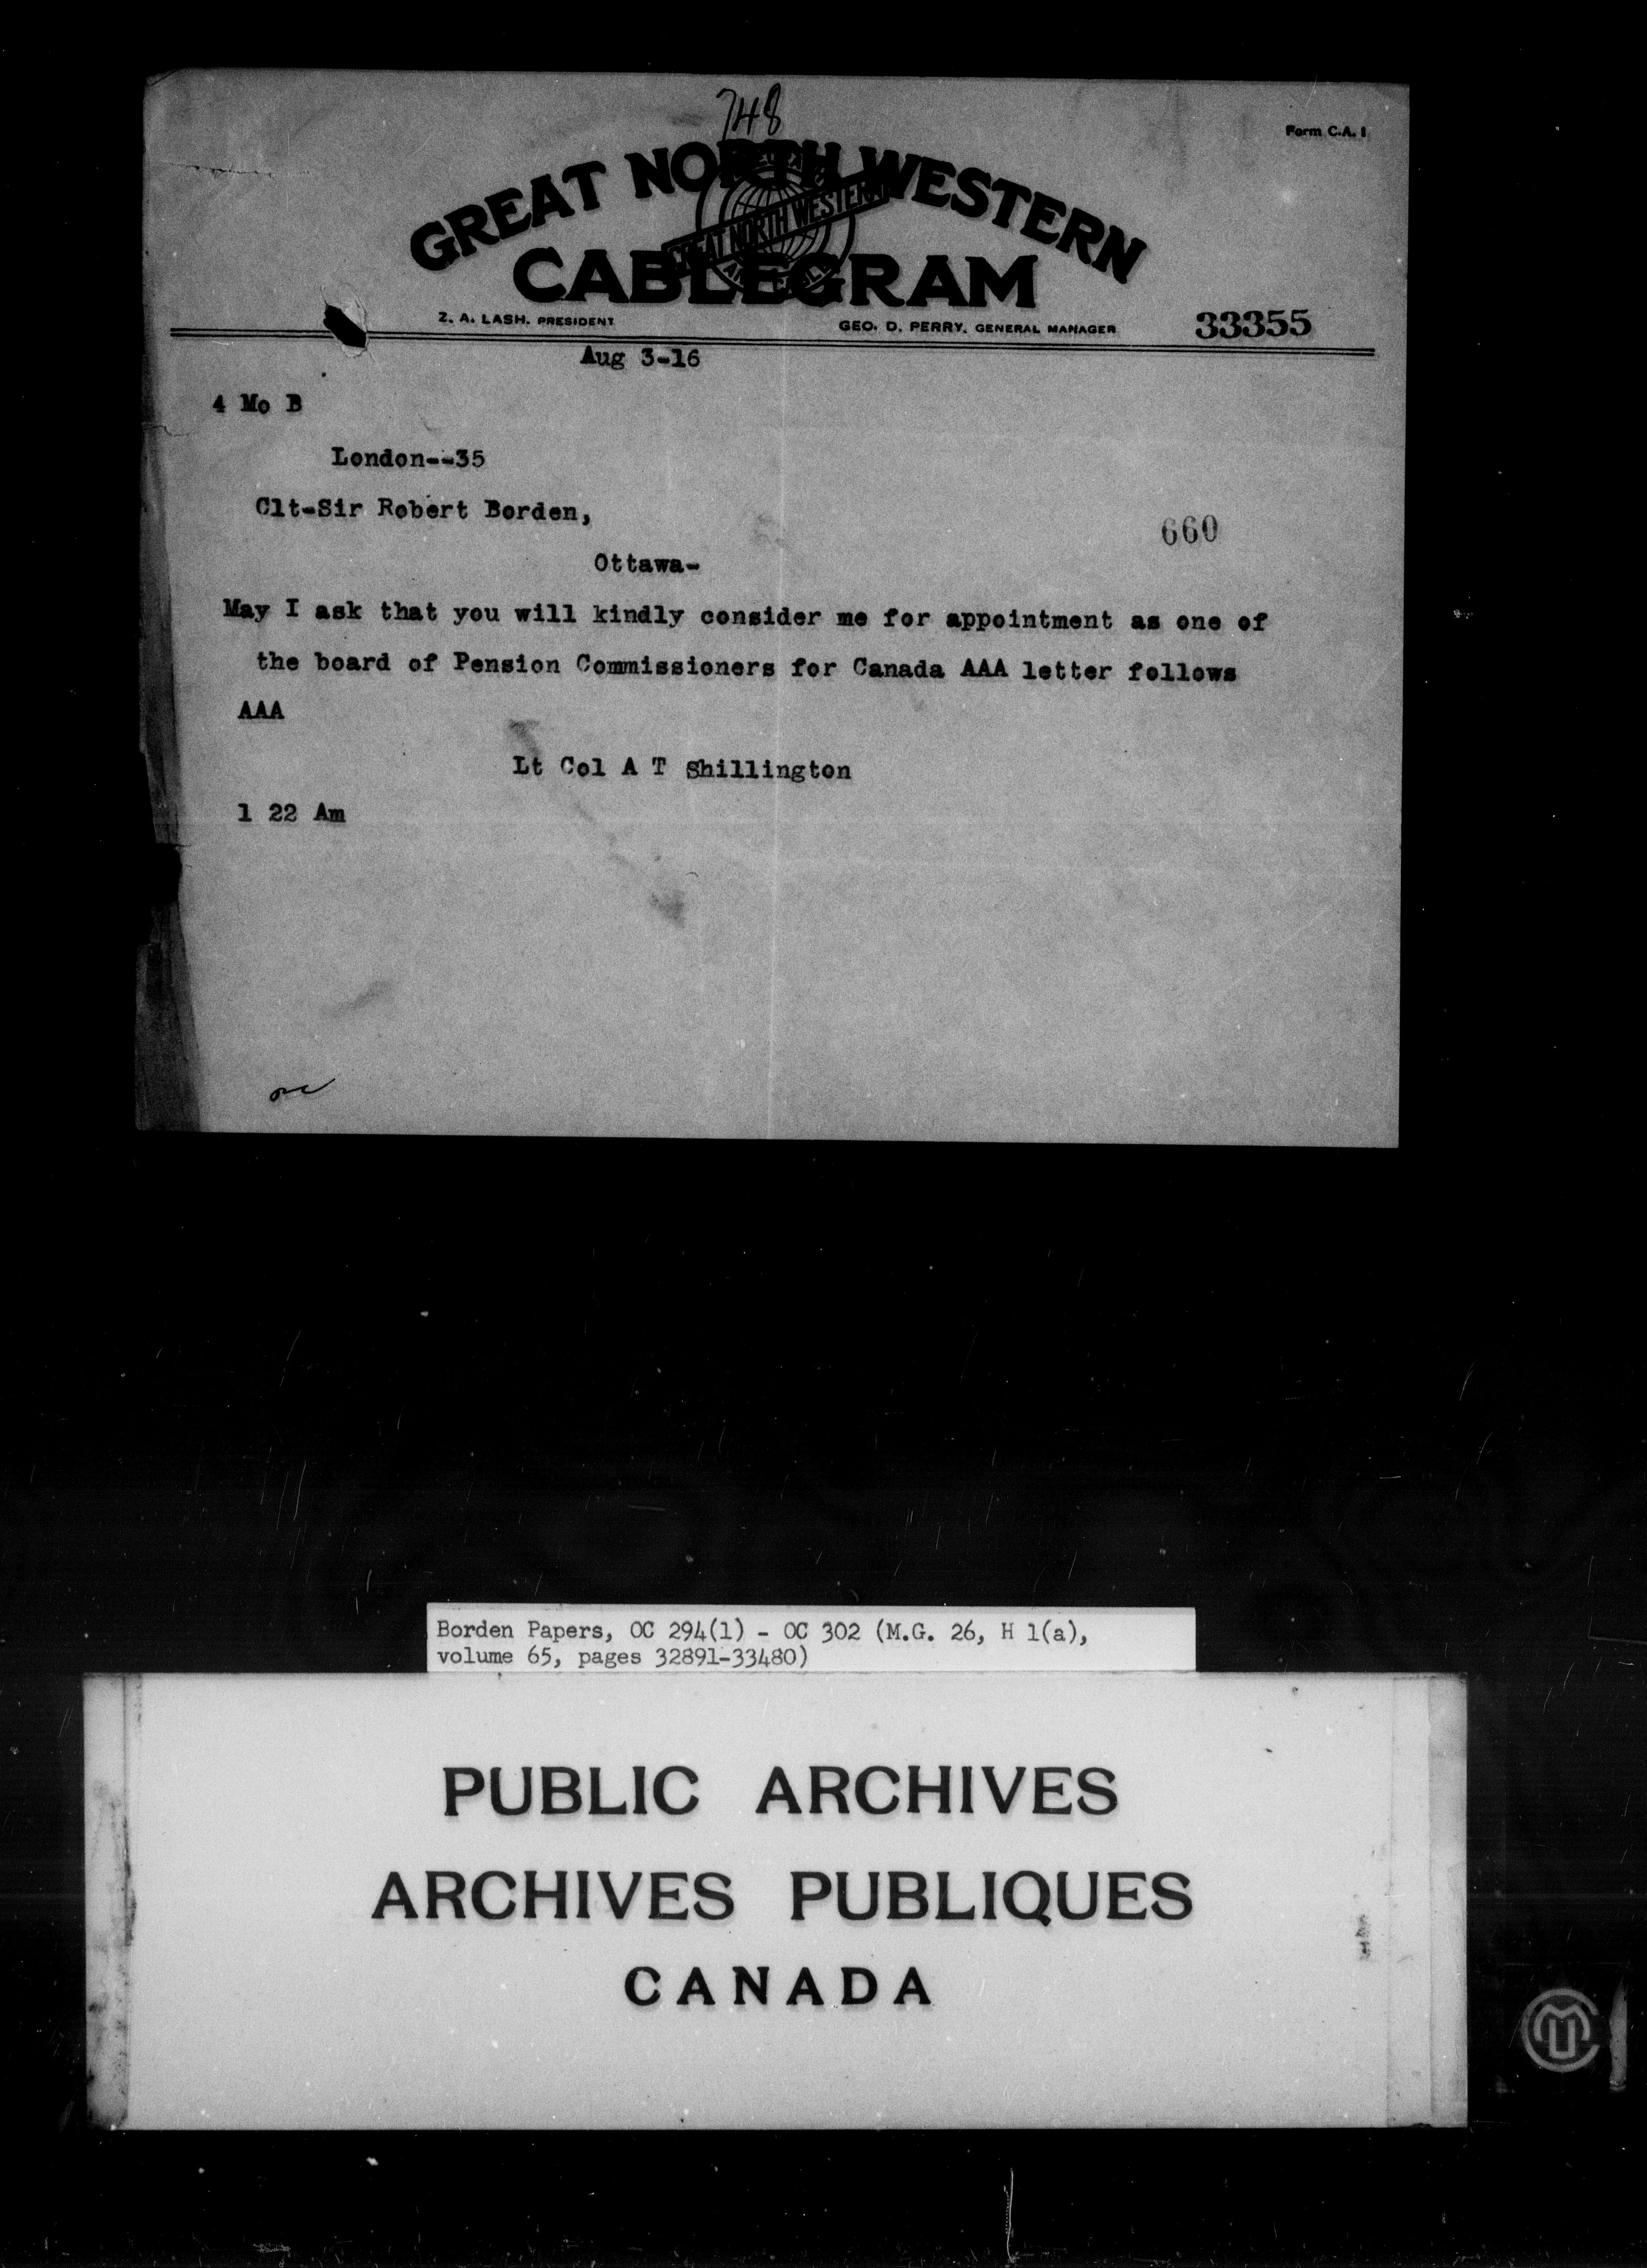 748
Form C.A. 1
GREAT NORTH WESTERN
GREAT NORTH WESTERN
CABLEGRAM
Z. A. LASH, PRESIDENT
GEO. D. PERRY, GENERAL MANAGER
33355
Aug 3-16
4 Mo B
London--35
Clt-Sir Robert Borden,
660
Ottawa-
May I ask that you will kindly consider me for appointment as one of
the board of Pension Commissioners for Canada AAA letter follows
AAA
Lt Col A T Shillington
1 22 Am
Borden Papers, OC 294(1) - OC 302 (M.G. 26, H 1(a),
volume 65, pages 32891-33480)
PUBLIC ARCHIVES
ARCHIVES PUBLIQUES
CANADA